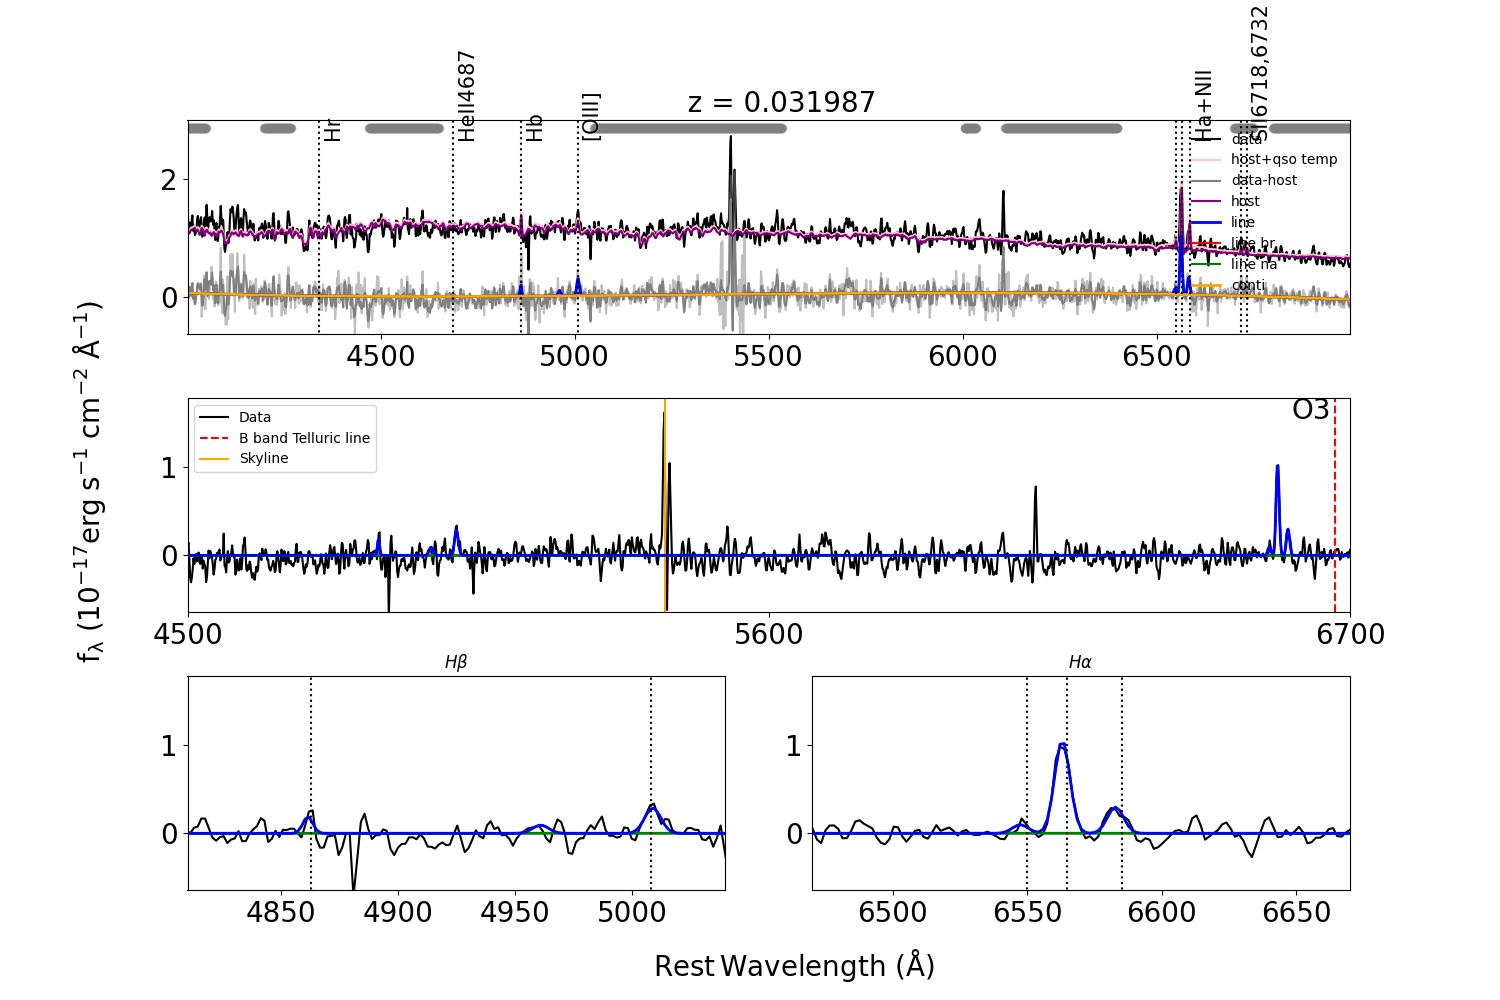 z = 0.031987
Hr
HeII4687
Hb
[OIII]
Ha+NII
SII6718,6732
data
host+qso temp
data-host
host
line
line br
line na
conti
2
0
4500 5000 5500 6000 6500
Data
B band Telluric line
Skyline
O3
1
0
4500 5600 6700
fλ (10⁻¹⁷erg s⁻¹ cm⁻² Å⁻¹)
Hβ
1
0
4850 4900 4950 5000
Hα
1
0
6500 6550 6600 6650
Rest Wavelength (Å)